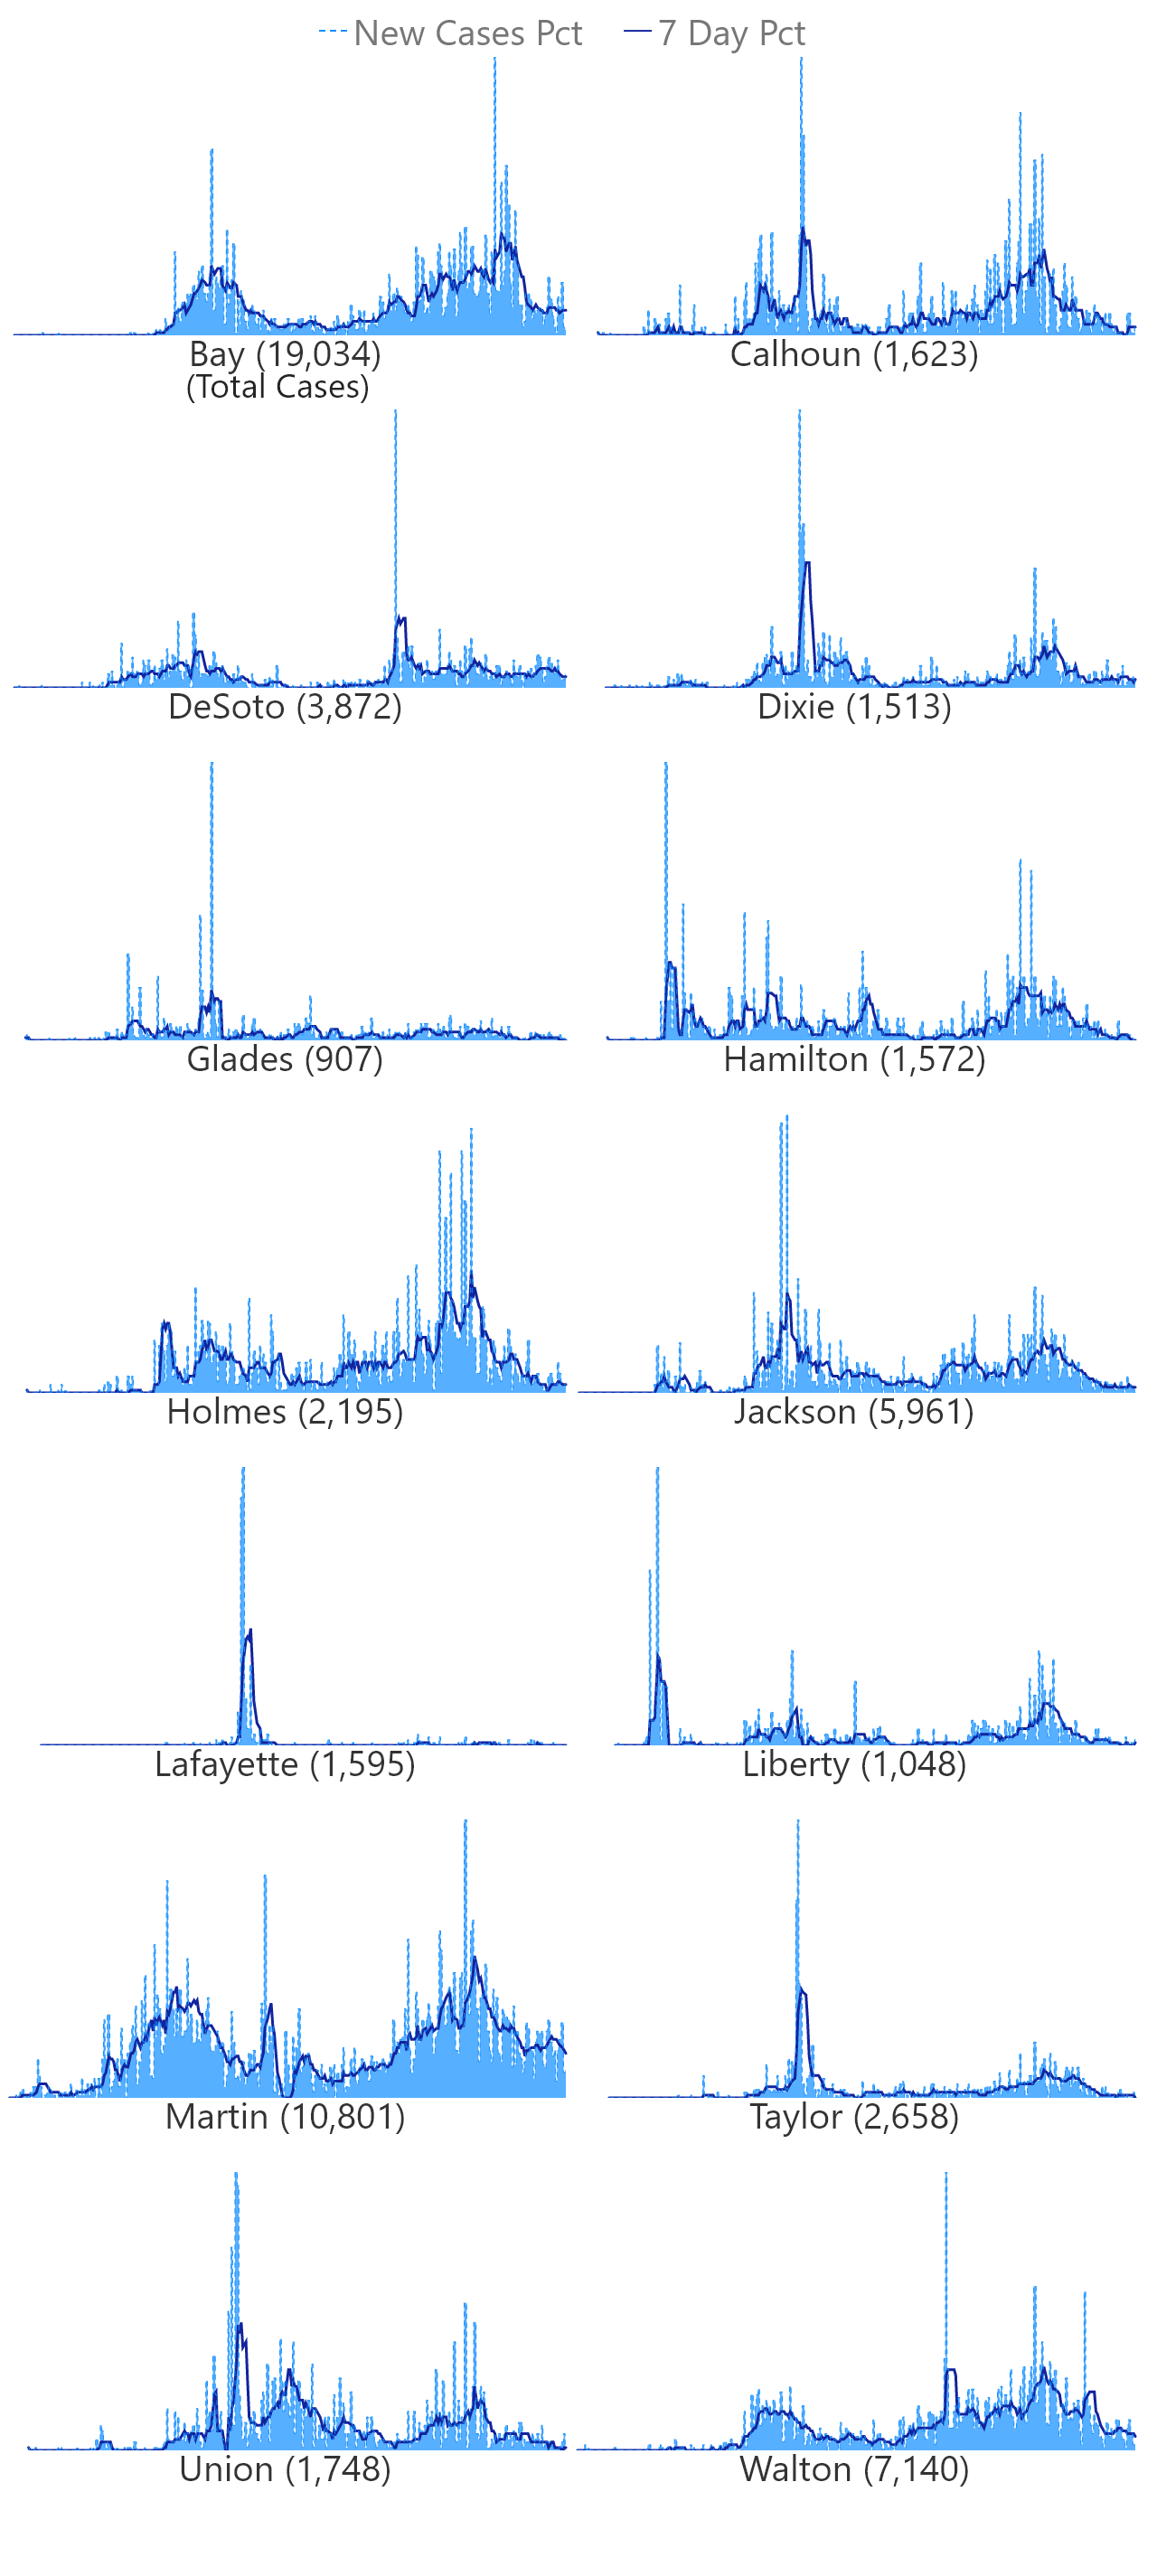 New Cases Pct 7 Day Pct
Bay (19,034)
(Total Cases)
Calhoun (1,623)
DeSoto (3,872)
Dixie (1,513)
Glades (907)
Hamilton (1,572)
Holmes (2,195)
Jackson (5,961)
Lafayette (1,595)
Liberty (1,048)
Martin (10,801)
Taylor (2,658)
Union (1,748)
Walton (7,140)